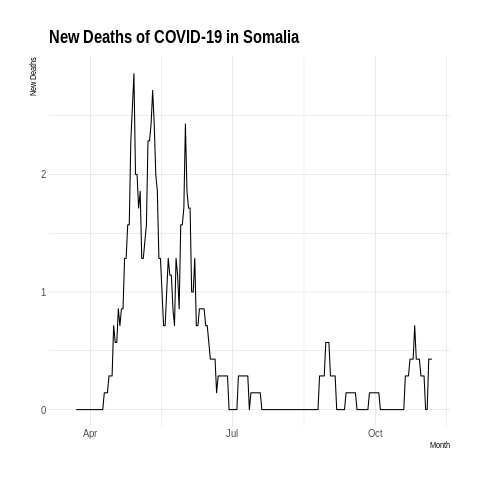 New Deaths of COVID-19 in Somalia
New Deaths
2
1
0
Apr
Jul
Oct
Month